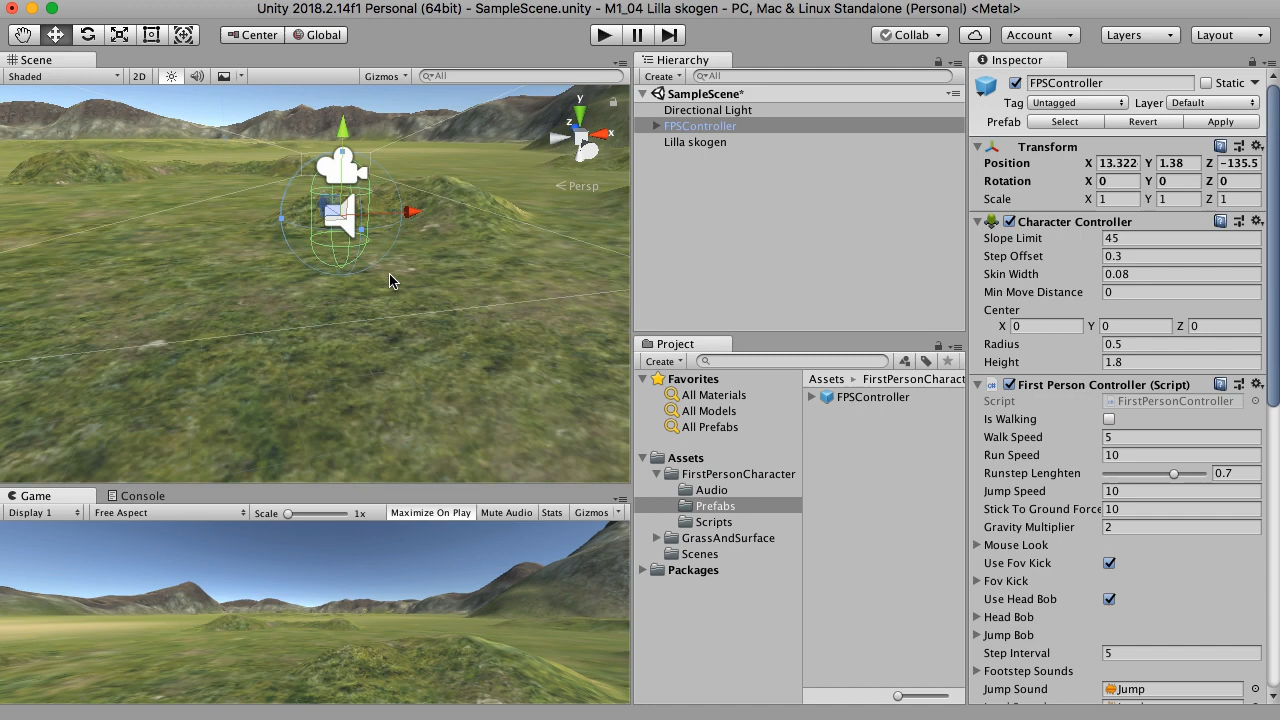 Unity 2018.2.14f1 Personal (64bit) - SampleScene.unity - M1_04 Lilla skogen - PC, Mac & Linux Standalone (Personal) <Metal>
Center Global Collab Account Layers Layout
Scene
Shaded 2D Gizmos All
y
z x
Persp
Game Console
Display 1 Free Aspect Scale 1x Maximize On Play Mute Audio Stats Gizmos
Hierarchy
Create All
SampleScene*
Directional Light
FPSController
Lilla skogen
Project
Create
Favorites
All Materials
All Models
All Prefabs
Assets
FirstPersonCharacter
Audio
Prefabs
Scripts
GrassAndSurface
Scenes
Packages
Assets FirstPersonCharact
FPSController
Inspector
FPSController Static
Tag Untagged Layer Default
Prefab Select Revert Apply
Transform
Position X 13.322 Y 1.38 Z -135.5
Rotation X 0 Y 0 Z 0
Scale X 1 Y 1 Z 1
Character Controller
Slope Limit 45
Step Offset 0.3
Skin Width 0.08
Min Move Distance 0
Center
X 0 Y 0 Z 0
Radius 0.5
Height 1.8
First Person Controller (Script)
Script FirstPersonController
Is Walking
Walk Speed 5
Run Speed 10
Runstep Lenghten 0.7
Jump Speed 10
Stick To Ground Force 10
Gravity Multiplier 2
Mouse Look
Use Fov Kick
Fov Kick
Use Head Bob
Head Bob
Jump Bob
Step Interval 5
Footstep Sounds
Jump Sound Jump